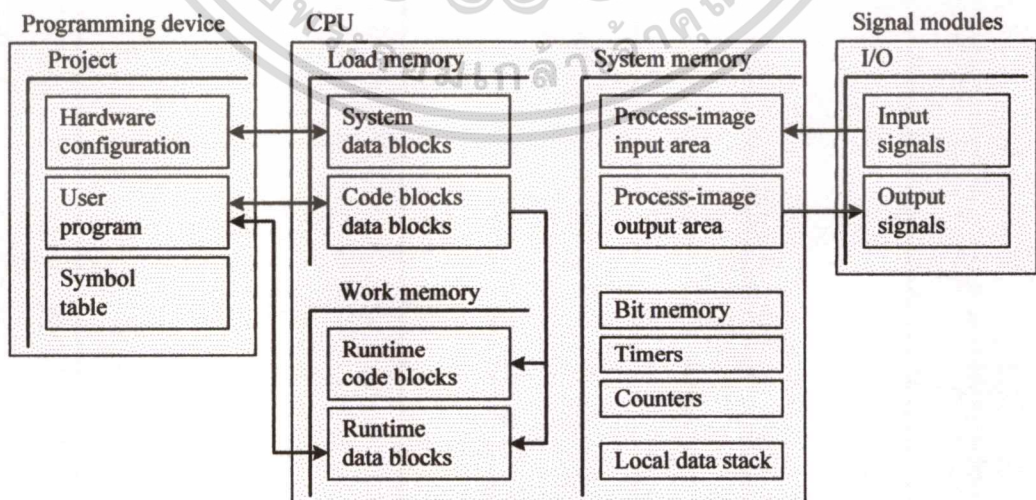 Programming device
Project
Hardware
configuration
User
program
Symbol
table
CPU
Load memory
System
data blocks
Code blocks
data blocks
Work memory
Runtime
code blocks
Runtime
data blocks
System memory
Process-image
input area
Process-image
output area
Bit memory
Timers
Counters
Local data stack
Signal modules
I/O
Input
signals
Output
signals